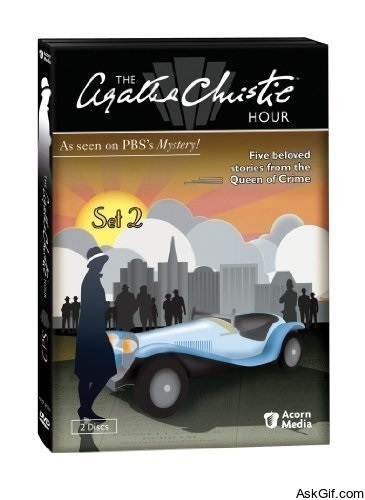 THE
Agatha Christie
HOUR
As seen on PBS's Mystery!
Five beloved
stories from the
Queen of Crime
Set 2
2 Discs
Acorn
Media
THE
Agatha Christie
HOUR
Set 2
DVD
AskGif.com